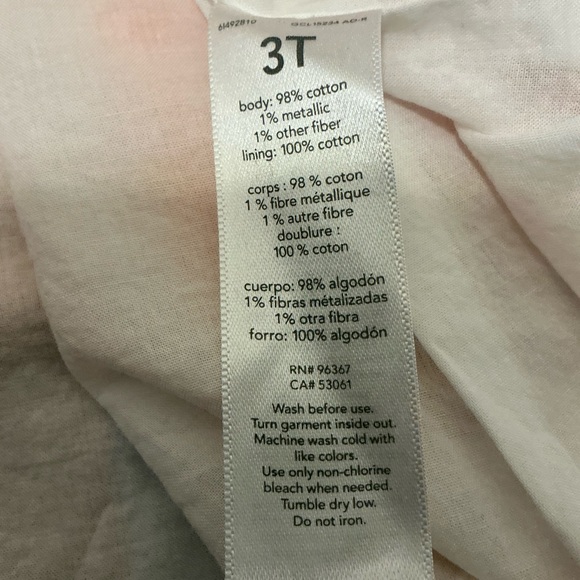 61492810
3T
body: 98% cotton
1% metallic
1% other fiber
lining: 100% cotton
corps : 98 % coton
1 % fibre métallique
1 % autre fibre
doublure :
100 % coton
cuerpo: 98% algodón
1% fibras métalizadas
1% otra fibra
forro: 100% algodón
RN# 96367
CA# 53061
Wash before use.
Turn garment inside out.
Machine wash cold with
like colors.
Use only non-chlorine
bleach when needed.
Tumble dry low.
Do not iron.